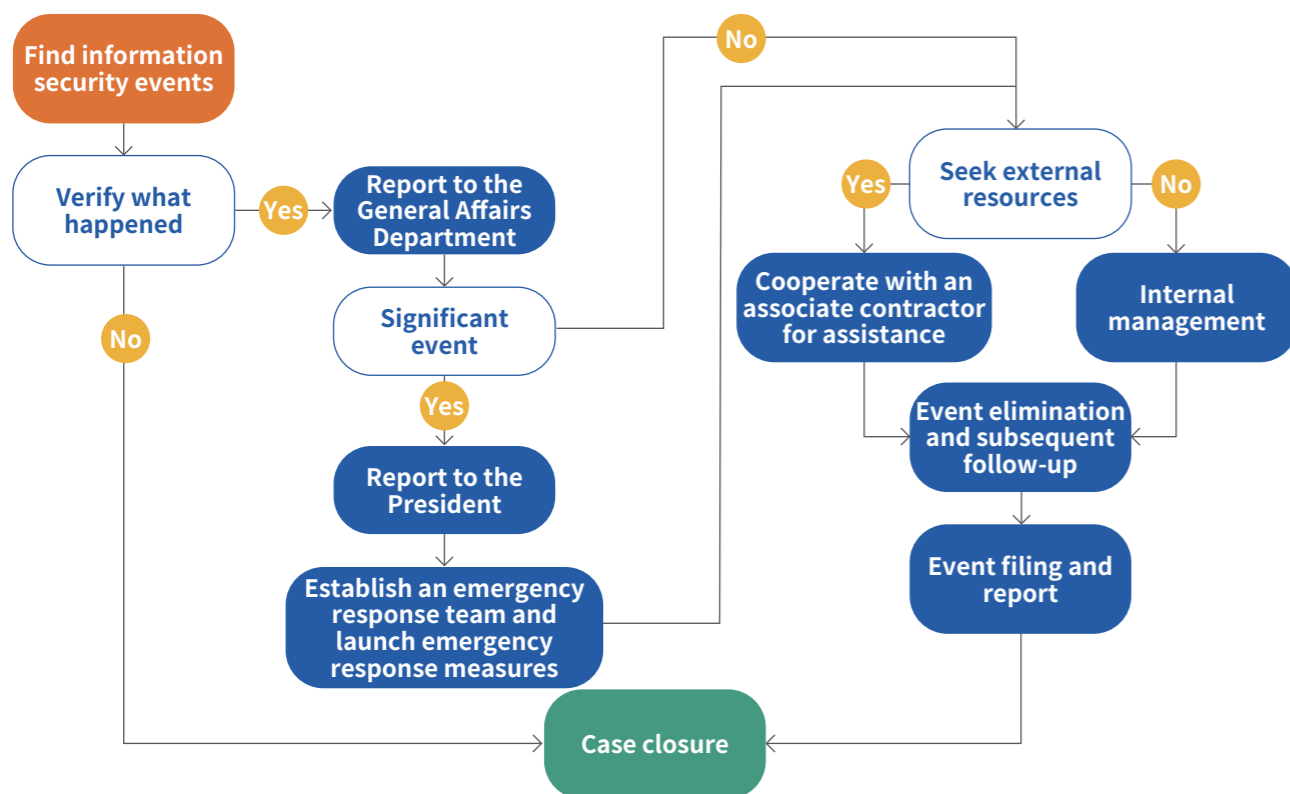 Find information
security events
Verify what
happened
Yes
No
Report to the
General Affairs
Department
Significant
event
Yes
Report to the
President
Establish an emergency
response team and
launch emergency
response measures
No
Seek external
resources
Yes
No
Cooperate with an
associate contractor
for assistance
Internal
management
Event elimination
and subsequent
follow-up
Event filing and
report
Case closure